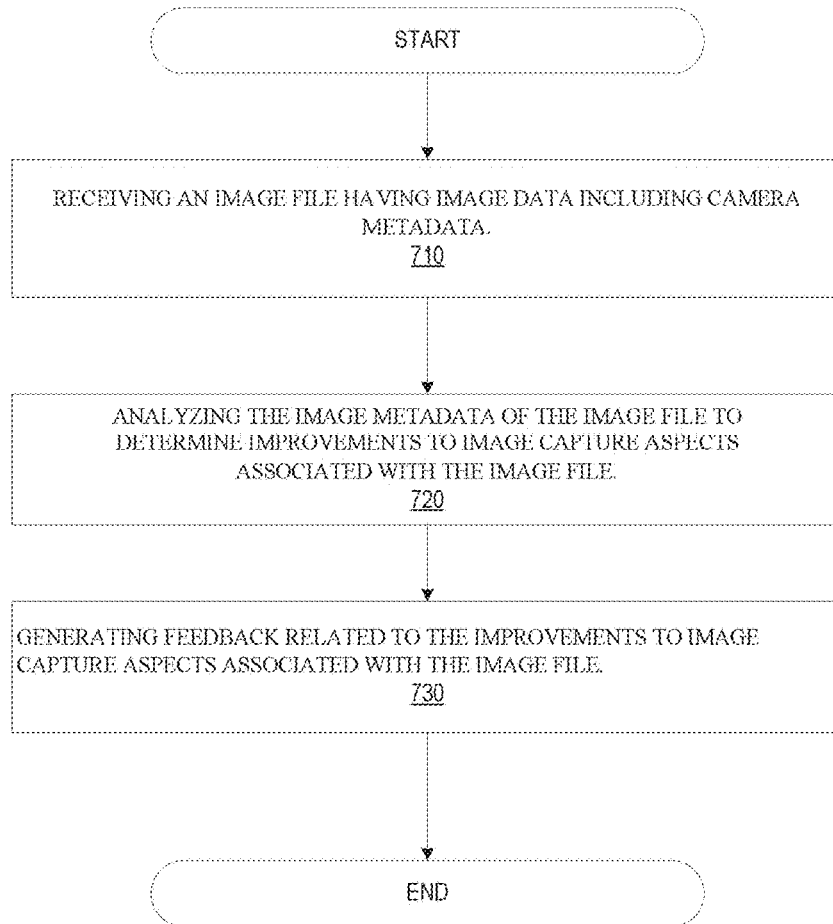 START
RECEIVING AN IMAGE FILE HAVING IMAGE DATA INCLUDING CAMERA
METADATA.
710
ANALYZING THE IMAGE METADATA OF THE IMAGE FILE TO
DETERMINE IMPROVEMENTS TO IMAGE CAPTURE ASPECTS
ASSOCIATED WITH THE IMAGE FILE.
720
GENERATING FEEDBACK RELATED TO THE IMPROVEMENTS TO IMAGE
CAPTURE ASPECTS ASSOCIATED WITH THE IMAGE FILE.
730
END